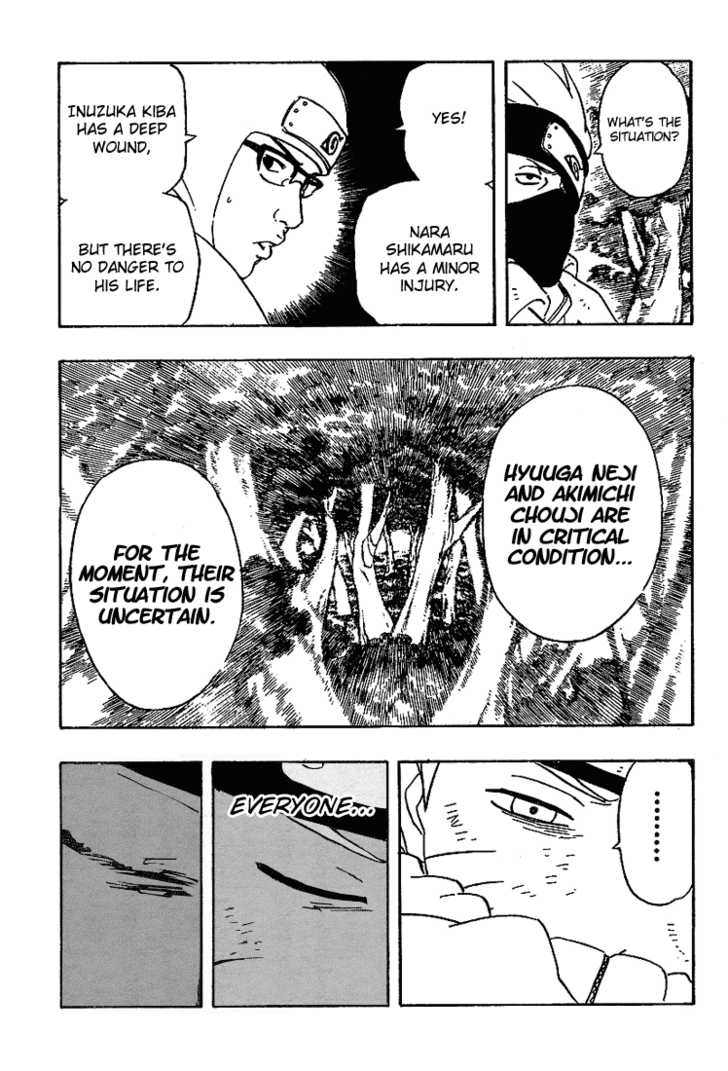 WHAT'S THE
SITUATION?
YES!
NARA
SHIKAMARU
HAS A MINOR
INJURY.
INUZUKA KIBA
HAS A DEEP
WOUND,
BUT THERE'S
NO DANGER TO
HIS LIFE.
HYUUGA NEJI
AND AKIMICHI
CHOUJI ARE
IN CRITICAL
CONDITION...
FOR THE
MOMENT, THEIR
SITUATION IS
UNCERTAIN.
........
EVERYONE...